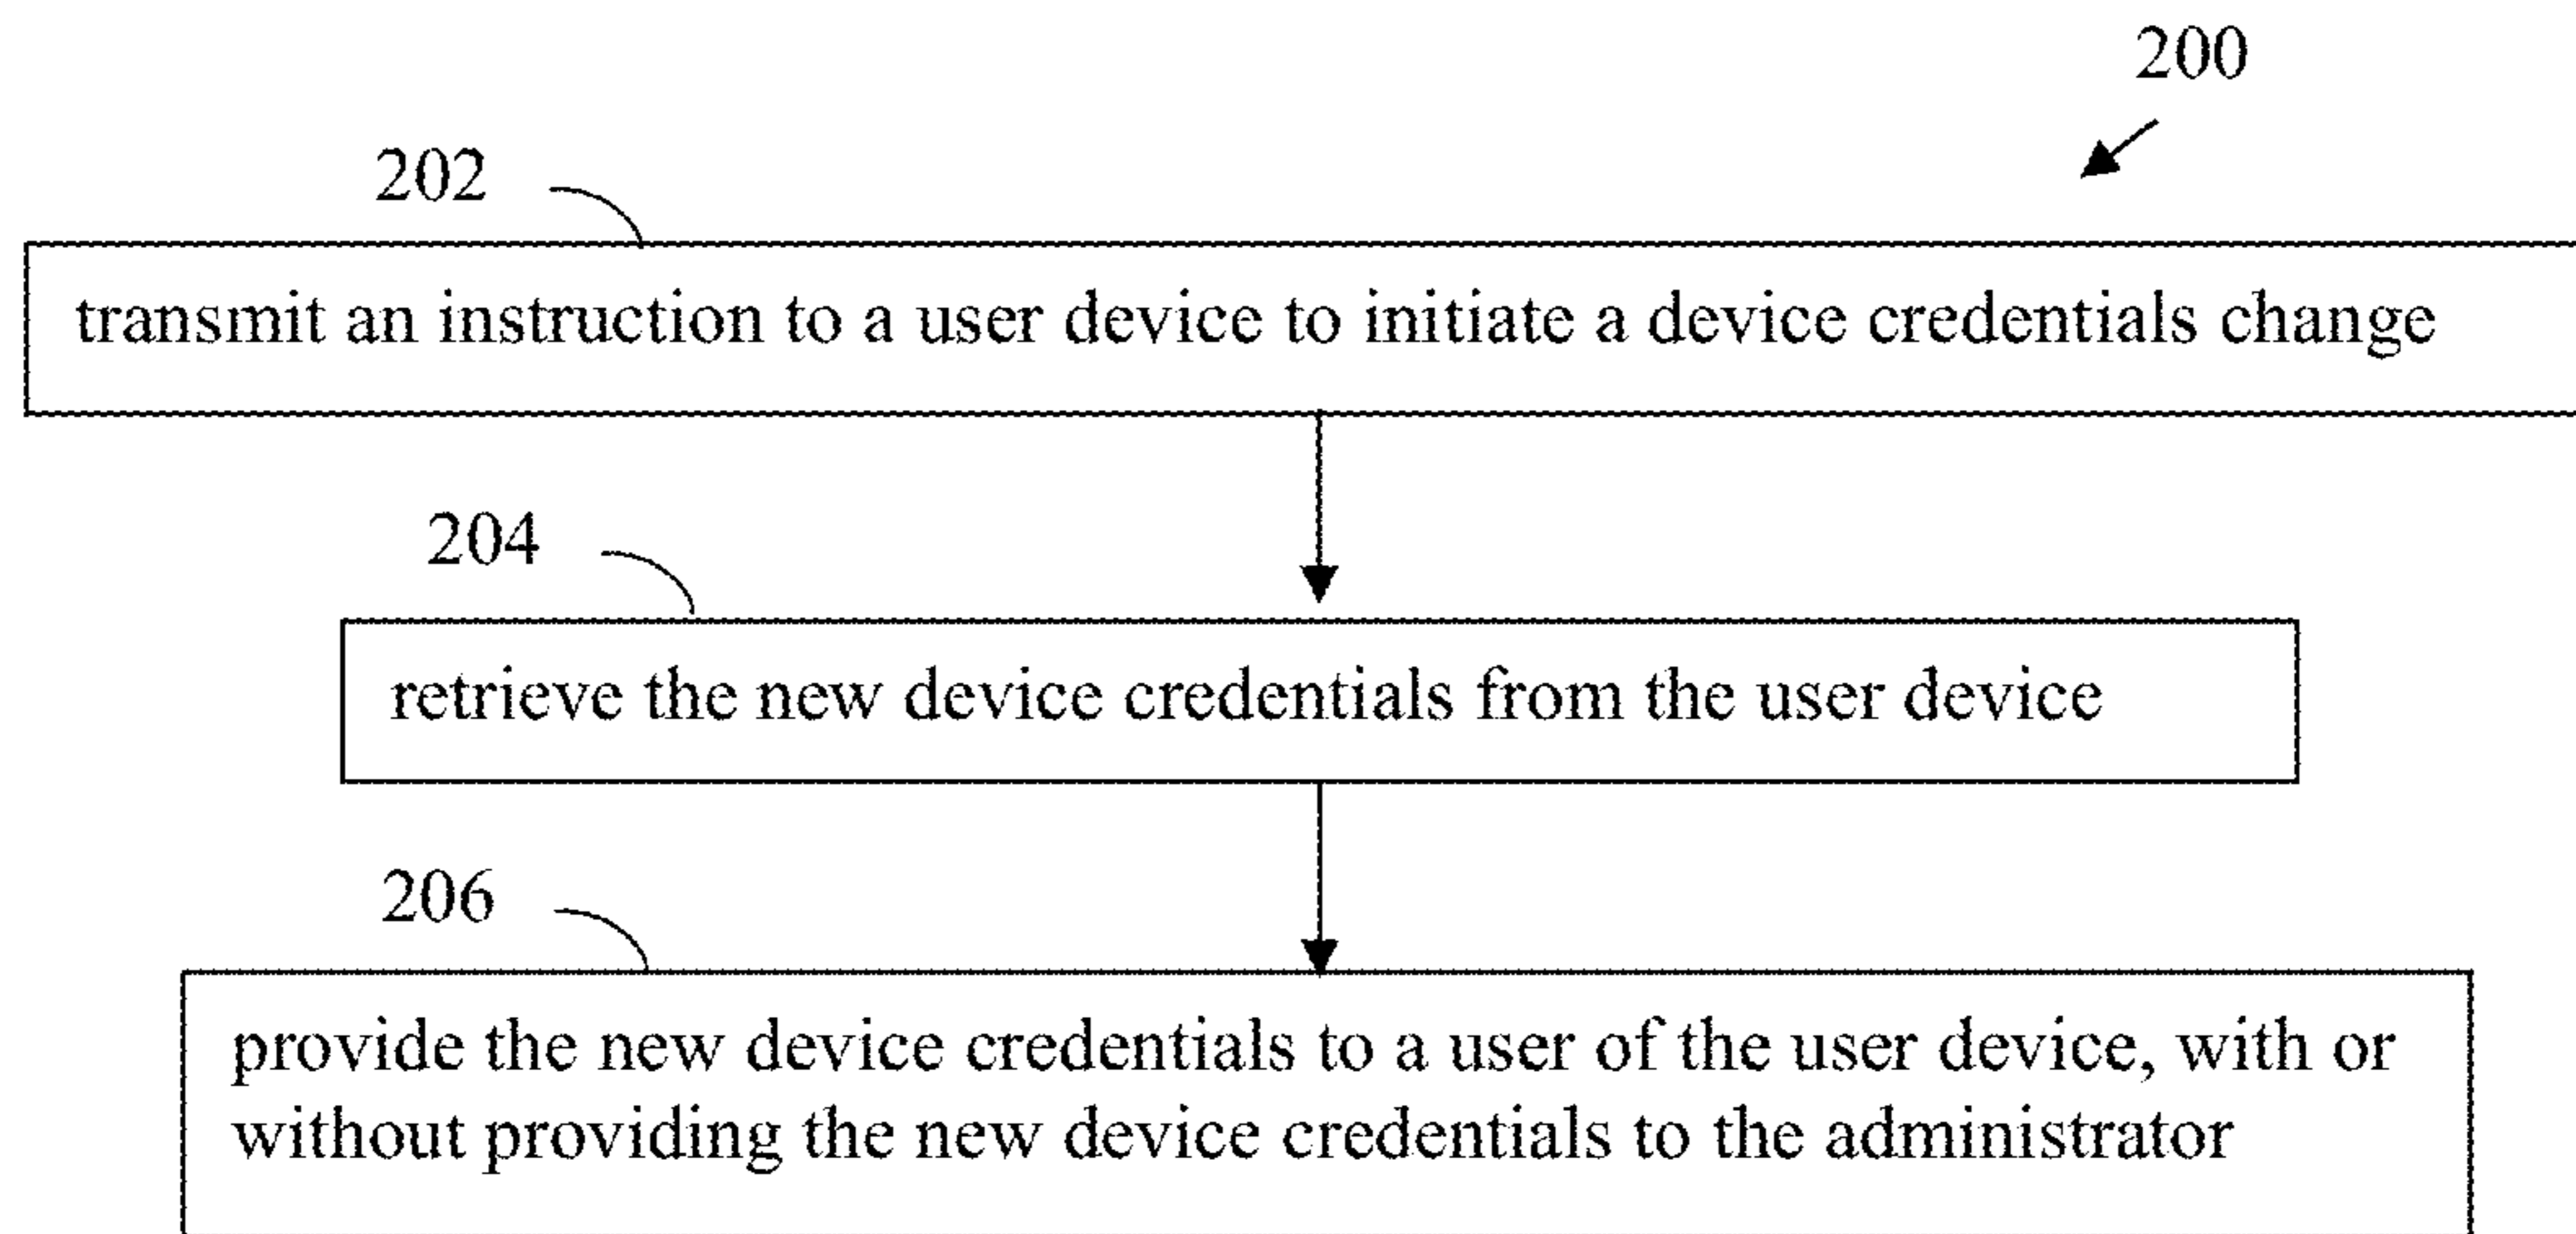 200
202
transmit an instruction to a user device to initiate a device credentials change
204
retrieve the new device credentials from the user device
206
provide the new device credentials to a user of the user device, with or
without providing the new device credentials to the administrator